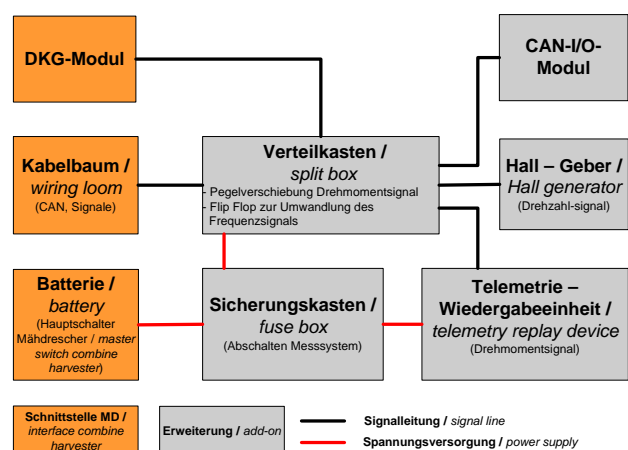 DKG-Modul
CAN-I/O-
Modul
Kabelbaum /
wiring loom
(CAN, Signale)
Verteilkasten /
split box
- Pegelverschiebung Drehmomentsignal
- Flip Flop zur Umwandlung des
Frequenzsignals
Hall – Geber /
Hall generator
(Drehzahl-signal)
Batterie /
battery
(Hauptschalter
Mähdrescher / master
switch combine
harvester)
Sicherungskasten /
fuse box
(Abschalten Messsystem)
Telemetrie –
Wiedergabeeinheit /
telemetry replay device
(Drehmomentsignal)
Schnittstelle MD /
interface combine
harvester
Erweiterung / add-on
Signalleitung / signal line
Spannungsversorgung / power supply